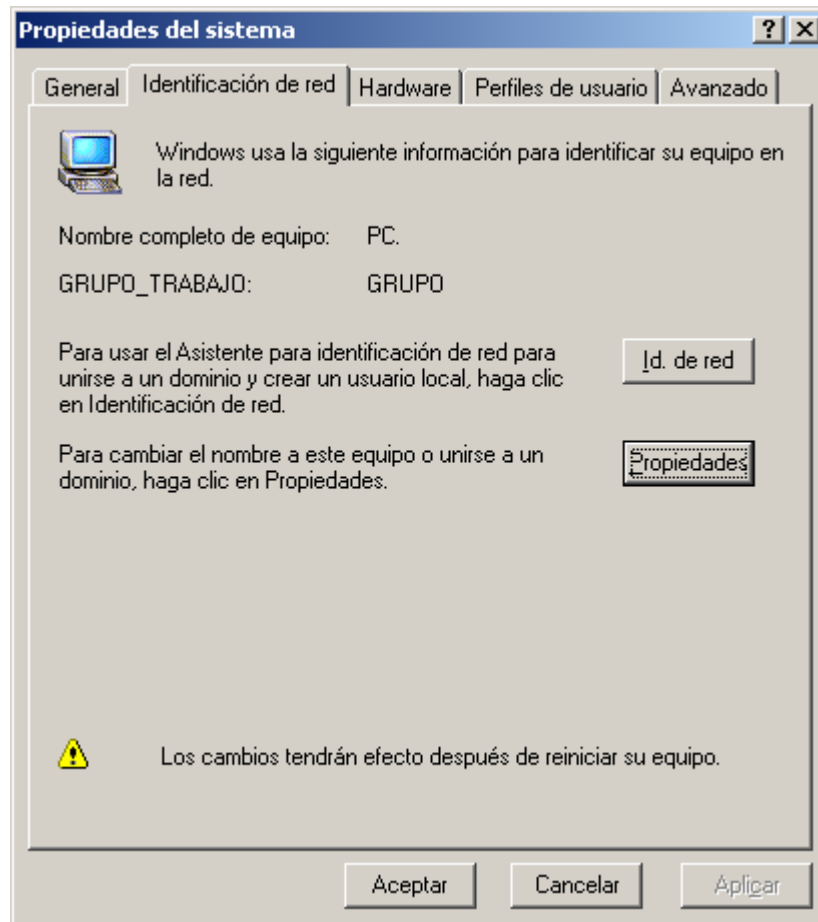 Propiedades del sistema
General Identificación de red Hardware Perfiles de usuario Avanzado
Windows usa la siguiente información para identificar su equipo en
la red.
Nombre completo de equipo: PC.
GRUPO_TRABAJO: GRUPO
Para usar el Asistente para identificación de red para
unirse a un dominio y crear un usuario local, haga clic
en Identificación de red.
Id. de red
Para cambiar el nombre a este equipo o unirse a un
dominio, haga clic en Propiedades.
Propiedades
Los cambios tendrán efecto después de reiniciar su equipo.
Aceptar Cancelar Aplicar